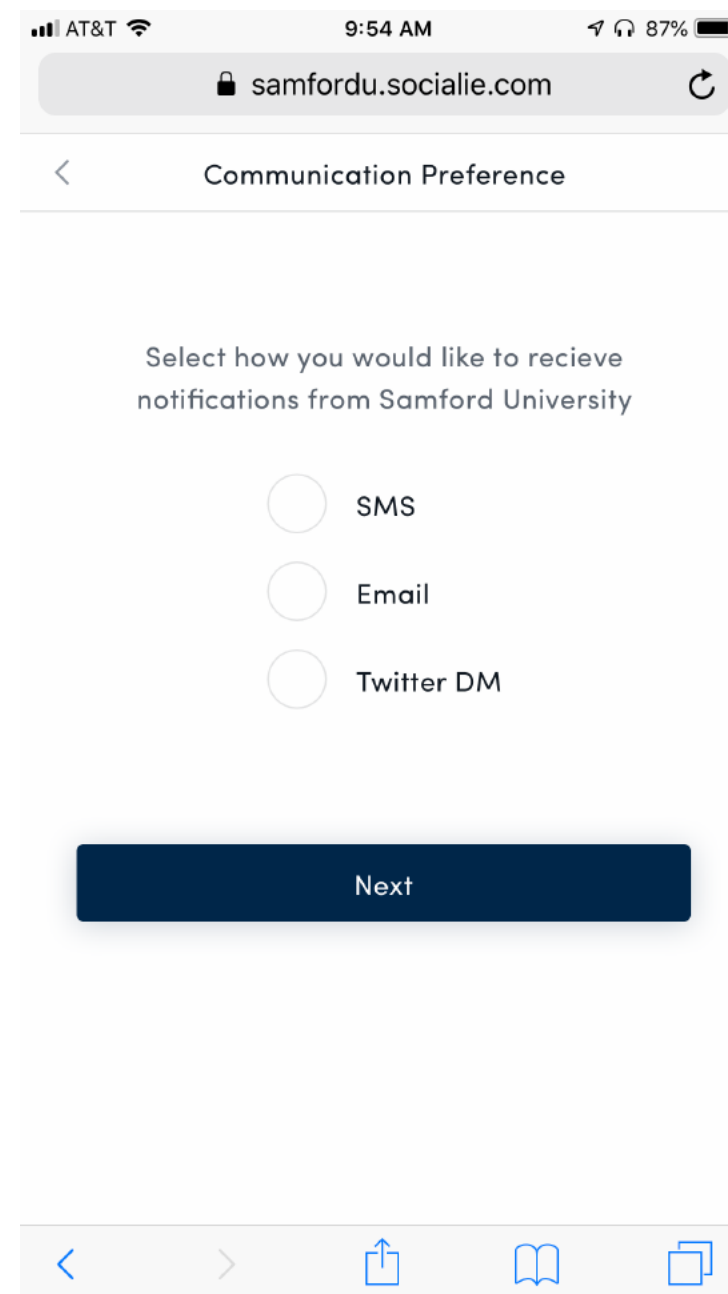 AT&T 9:54 AM 87%
samfordu.socialie.com
Communication Preference
Select how you would like to recieve
notifications from Samford University
SMS
Email
Twitter DM
Next